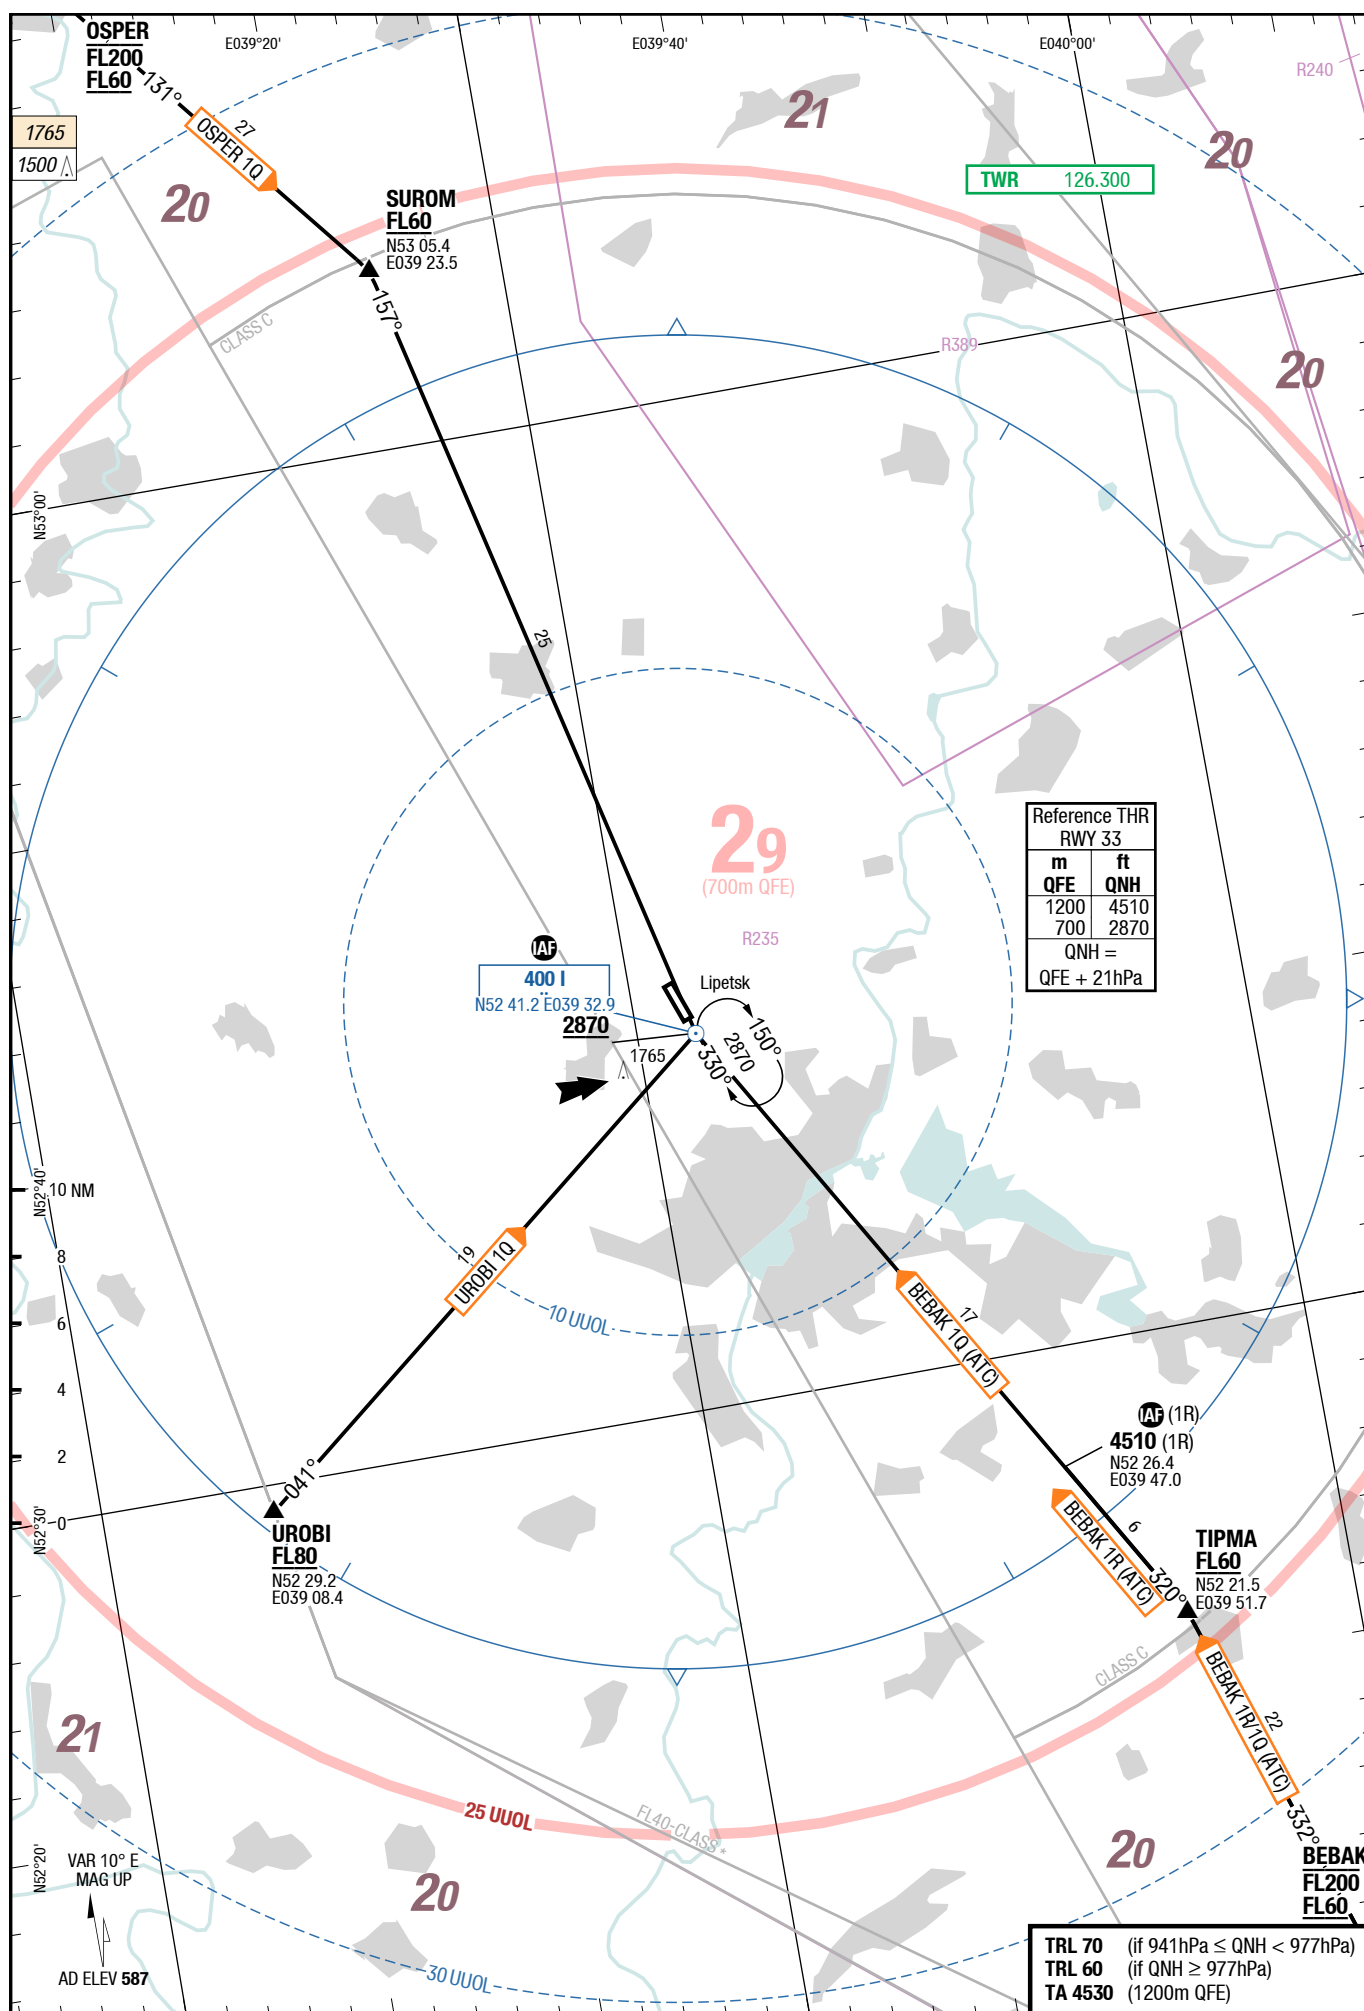 OSPER
FL200
FL60
E039°20'
E039°40'
E040°00'
R240
131°
27
OSPER 1Q
1765
1500
20
21
20
TWR 126.300
SUROM
FL60
N53 05.4
E039 23.5
157°
CLASS C
R389
20
N53°00'
25
29
(700m QFE)
R235
Reference THR
RWY 33
m ft
QFE QNH
1200 4510
700 2870
QNH =
QFE + 21hPa
IAF
400 I
..
N52 41.2 E039 32.9
2870
Lipetsk
1765
150°
2870
330°
N52°40'
10 NM
8
6
4
2
0
19
UROBI 1Q
10 UUOL
17
BEBAK 1Q (ATC)
IAF (1R)
4510 (1R)
N52 26.4
E039 47.0
041°
UROBI
FL80
N52 29.2
E039 08.4
N52°30'
6
BEBAK 1R (ATC)
320°
TIPMA
FL60
N52 21.5
E039 51.7
CLASS C
22
BEBAK 1R/1Q (ATC)
332°
21
25 UUOL
FL40-CLASS *
20
20
BEBAK
FL200
FL60
N52°20'
VAR 10° E
MAG UP
AD ELEV 587
30 UUOL
TRL 70 (if 941hPa ≤ QNH < 977hPa)
TRL 60 (if QNH ≥ 977hPa)
TA 4530 (1200m QFE)